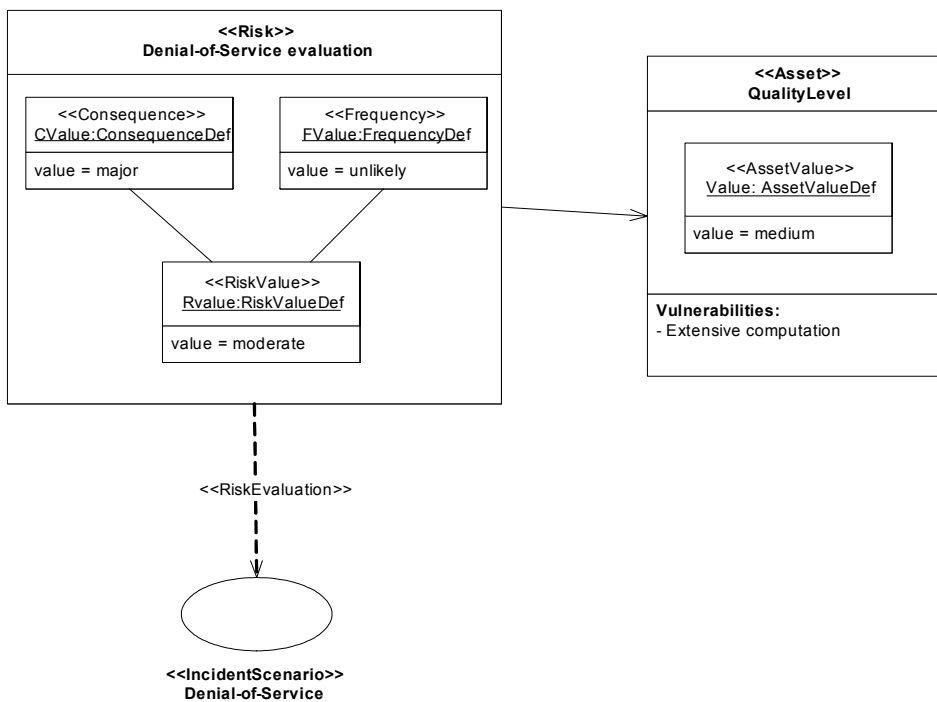 <<Risk>>
Denial-of-Service evaluation
<<Consequence>>
CValue:ConsequenceDef
value = major
<<Frequency>>
FValue:FrequencyDef
value = unlikely
<<RiskValue>>
Rvalue:RiskValueDef
value = moderate
<<Asset>>
QualityLevel
<<AssetValue>>
Value: AssetValueDef
value = medium
Vulnerabilities:
- Extensive computation
<<RiskEvaluation>>
<<IncidentScenario>>
Denial-of-Service